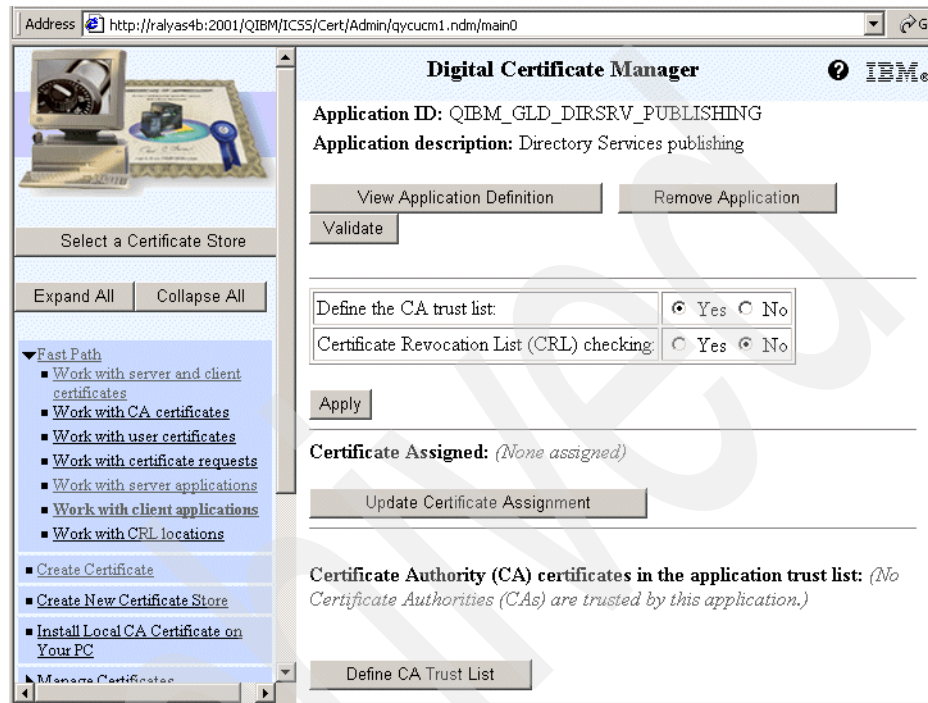 Address http://ralyas4b:2001/QIBM/ICSS/Cert/Admin/qycucm1.ndm/main0
Select a Certificate Store
Expand All Collapse All
Fast Path
Work with server and client
certificates
Work with CA certificates
Work with user certificates
Work with certificate requests
Work with server applications
Work with client applications
Work with CRL locations
Create Certificate
Create New Certificate Store
Install Local CA Certificate on
Your PC
Manage Certificates
Digital Certificate Manager ? IBM®
Application ID: QIBM_GLD_DIRSRV_PUBLISHING
Application description: Directory Services publishing
View Application Definition Remove Application
Validate
Define the CA trust list: Yes No
Certificate Revocation List (CRL) checking: Yes No
Apply
Certificate Assigned: (None assigned)
Update Certificate Assignment
Certificate Authority (CA) certificates in the application trust list: (No
Certificate Authorities (CAs) are trusted by this application.)
Define CA Trust List